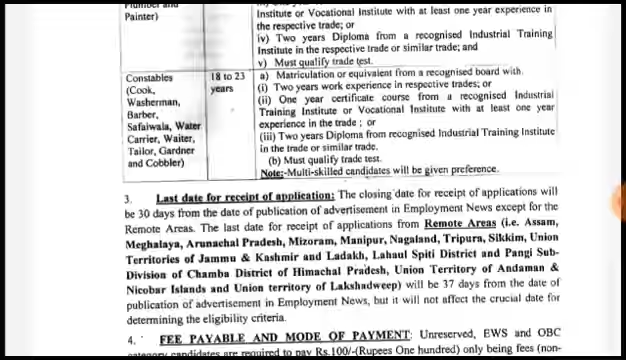 Painter)
Institute or Vocational Institute with at least one year experience in
the respective trade; or
iv) Two years Diploma from a recognised Industrial Training
Institute in the respective trade or similar trade; and
v) Must qualify trade test.
Constables
(Cook,
Washerman,
Barber,
Safaiwala, Water
Carrier, Waiter,
Tailor, Gardner
and Cobbler)
18 to 23
years
a) Matriculation or equivalent from a recognised board with.
(i) Two years work experience in respective trades; or
(ii) One year certificate course from a recognised Industrial
Training Institute or Vocational Institute with at least one year
experience in the trade ; or
(iii) Two years Diploma from recognised Industrial Training Institute
in the trade or similar trade.
(b) Must qualify trade test.
Note:-Multi-skilled candidates will be given preference.
3. Last date for receipt of application: The closing date for receipt of applications will
be 30 days from the date of publication of advertisement in Employment News except for the
Remote Areas. The last date for receipt of applications from Remote Areas (i.e. Assam,
Meghalaya, Arunachal Pradesh, Mizoram, Manipur, Nagaland, Tripura, Sikkim, Union
Territories of Jammu & Kashmir and Ladakh, Lahaul Spiti District and Pangi Sub-
Division of Chamba District of Himachal Pradesh, Union Territory of Andaman &
Nicobar Islands and Union territory of Lakshadweep) will be 37 days from the date of
publication of advertisement in Employment News, but it will not affect the crucial date for
determining the eligibility criteria.
4. FEE PAYABLE AND MODE OF PAYMENT: Unreserved, EWS and OBC
category candidates are required to pay Rs.100/-(Rupees One hundred) only being fees (non-